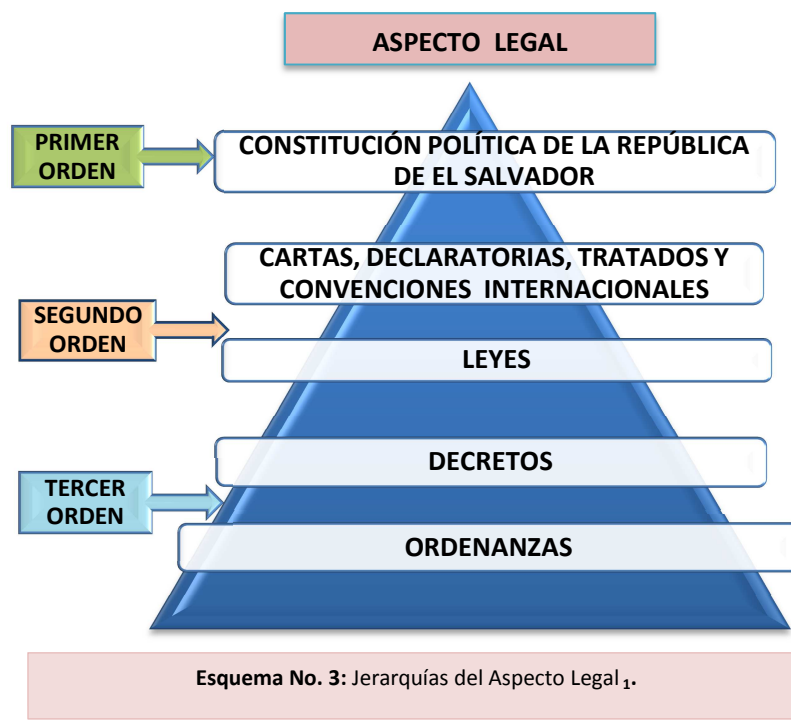 ASPECTO LEGAL
PRIMER
ORDEN
CONSTITUCIÓN POLÍTICA DE LA REPÚBLICA
DE EL SALVADOR
CARTAS, DECLARATORIAS, TRATADOS Y
CONVENCIONES INTERNACIONALES
SEGUNDO
ORDEN
LEYES
DECRETOS
TERCER
ORDEN
ORDENANZAS
Esquema No. 3: Jerarquías del Aspecto Legal 1.